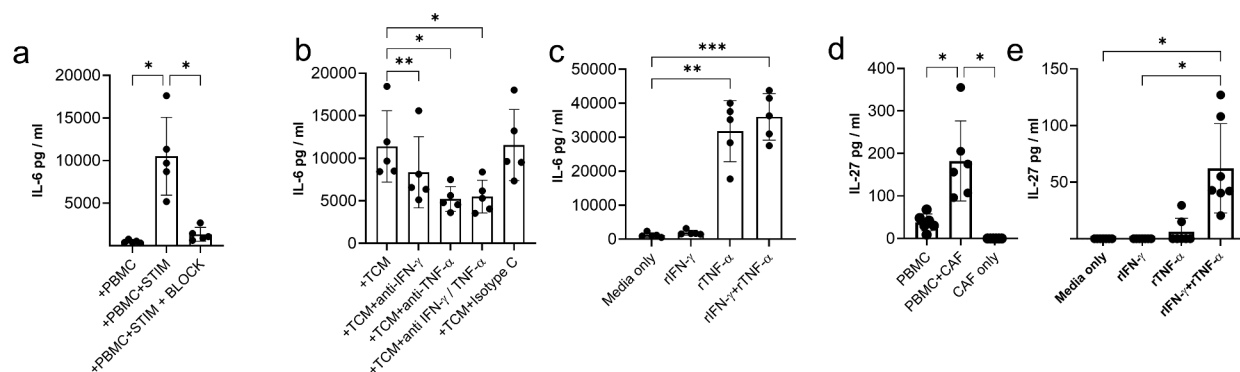 a
IL-6 pg / ml
20000
15000
10000
5000
0
*
*
+PBMC
+PBMC+STIM
+PBMC+STIM + BLOCK
b
IL-6 pg / ml
20000
15000
10000
5000
0
*
*
**
+TCM
+TCM+anti-IFN-γ
+TCM+anti-TNF-α
+TCM+anti IFN-γ / TNF-α
+TCM+Isotype C
c
IL-6 pg / ml
50000
40000
30000
20000
10000
0
***
**
Media only
rIFN-γ
rTNF-α
rIFN-γ+rTNF-α
d
IL-27 pg / ml
400
300
200
100
0
*
*
PBMC
PBMC+CAF
CAF only
e
IL-27 pg / ml
150
100
50
*
*
Media only
rIFN-γ
rTNF-α
rIFN-γ+rTNF-α